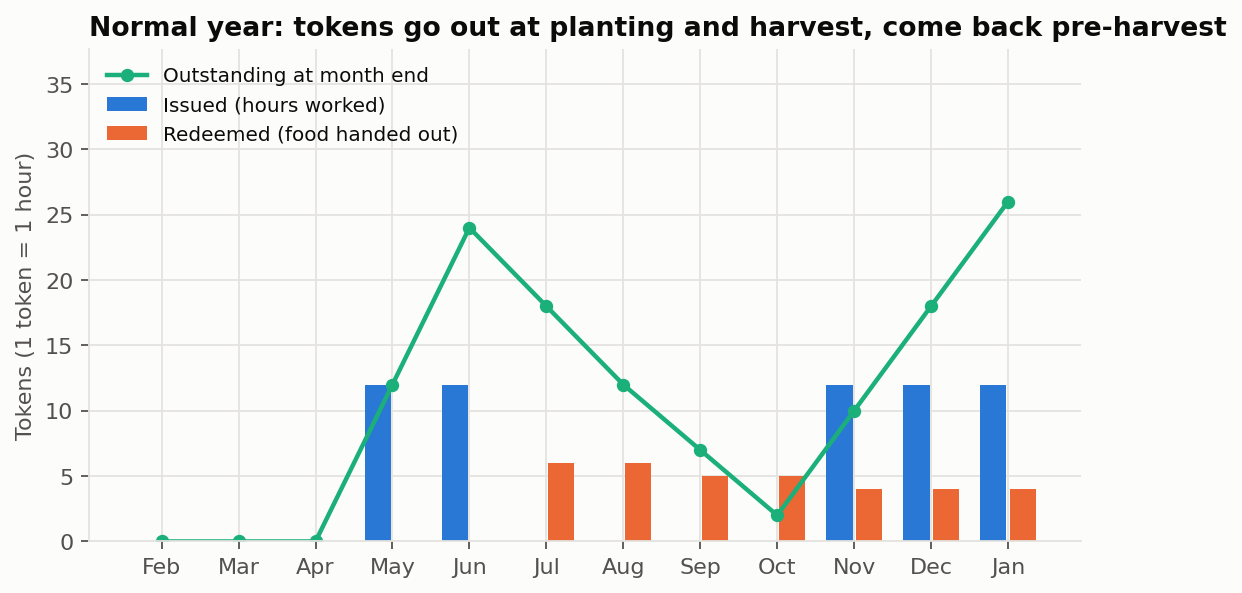 Normal year: tokens go out at planting and harvest, come back pre-harvest
Outstanding at month end
Issued (hours worked)
Redeemed (food handed out)
Tokens (1 token = 1 hour)
35
30
25
20
15
10
5
0
Feb Mar Apr May Jun Jul Aug Sep Oct Nov Dec Jan